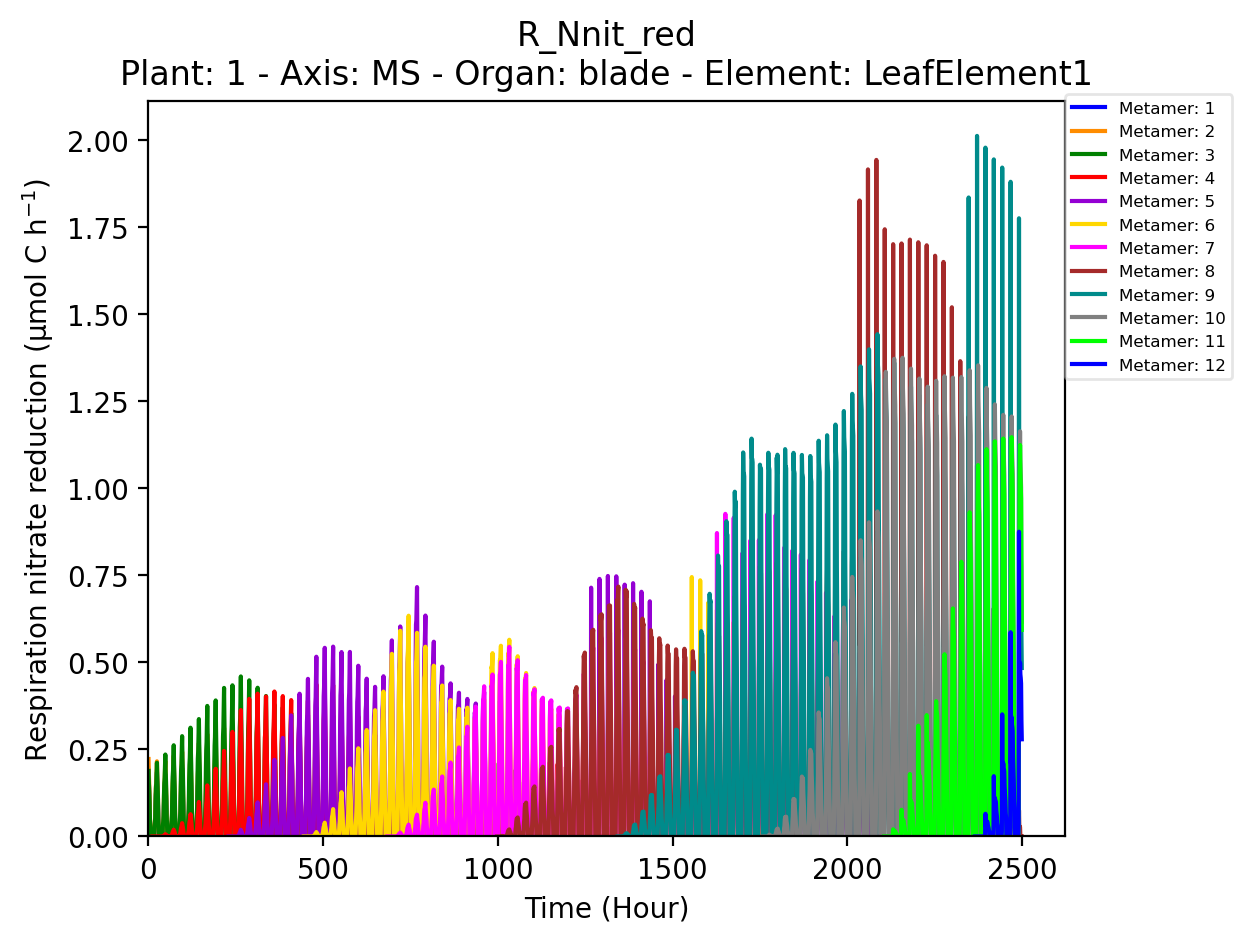 R_Nnit_red
Plant: 1 - Axis: MS - Organ: blade - Element: LeafElement1
Respiration nitrate reduction (µmol C h⁻¹)
2.00
1.75
1.50
1.25
1.00
0.75
0.50
0.25
0.00
0
500
1000
1500
2000
2500
Time (Hour)
Metamer: 1
Metamer: 2
Metamer: 3
Metamer: 4
Metamer: 5
Metamer: 6
Metamer: 7
Metamer: 8
Metamer: 9
Metamer: 10
Metamer: 11
Metamer: 12